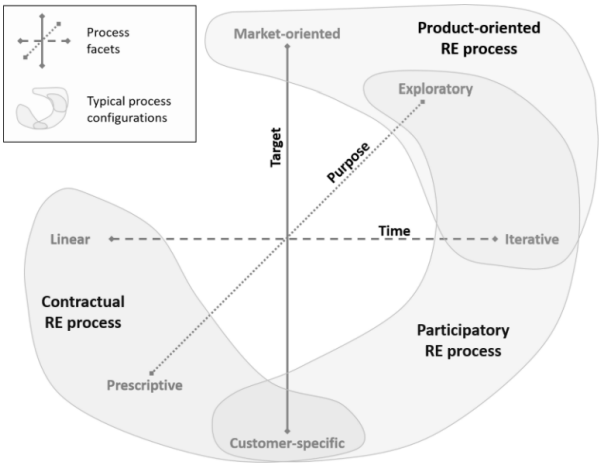 Process
facets
Typical process
configurations
Market-oriented
Product-oriented
RE process
Exploratory
Target
Purpose
Time
Linear
Iterative
Contractual
RE process
Participatory
RE process
Prescriptive
Customer-specific